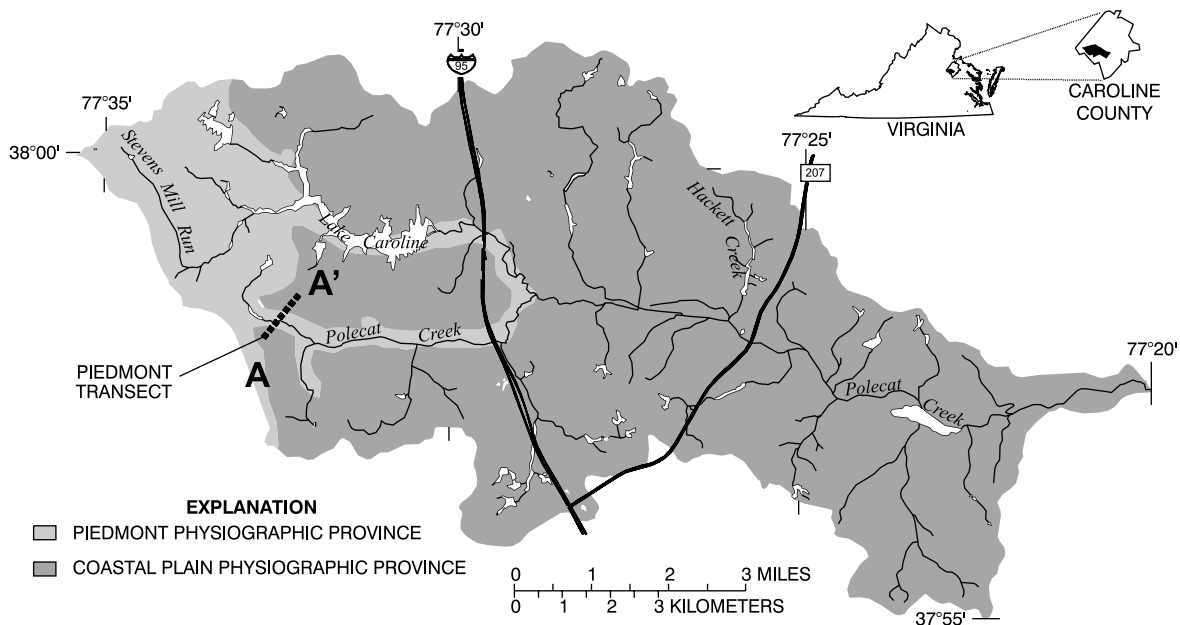 77°30'
95
77°35'
38°00'
VIRGINIA
CAROLINE
COUNTY
77°25'
207
Stevens Mill Run
Hackett
Creek
Lake Caroline
A'
Polecat Creek
PIEDMONT
TRANSECT
A
77°20'
Polecat Creek
EXPLANATION
PIEDMONT PHYSIOGRAPHIC PROVINCE
COASTAL PLAIN PHYSIOGRAPHIC PROVINCE
0 1 2 3 MILES
0 1 2 3 KILOMETERS
37°55'